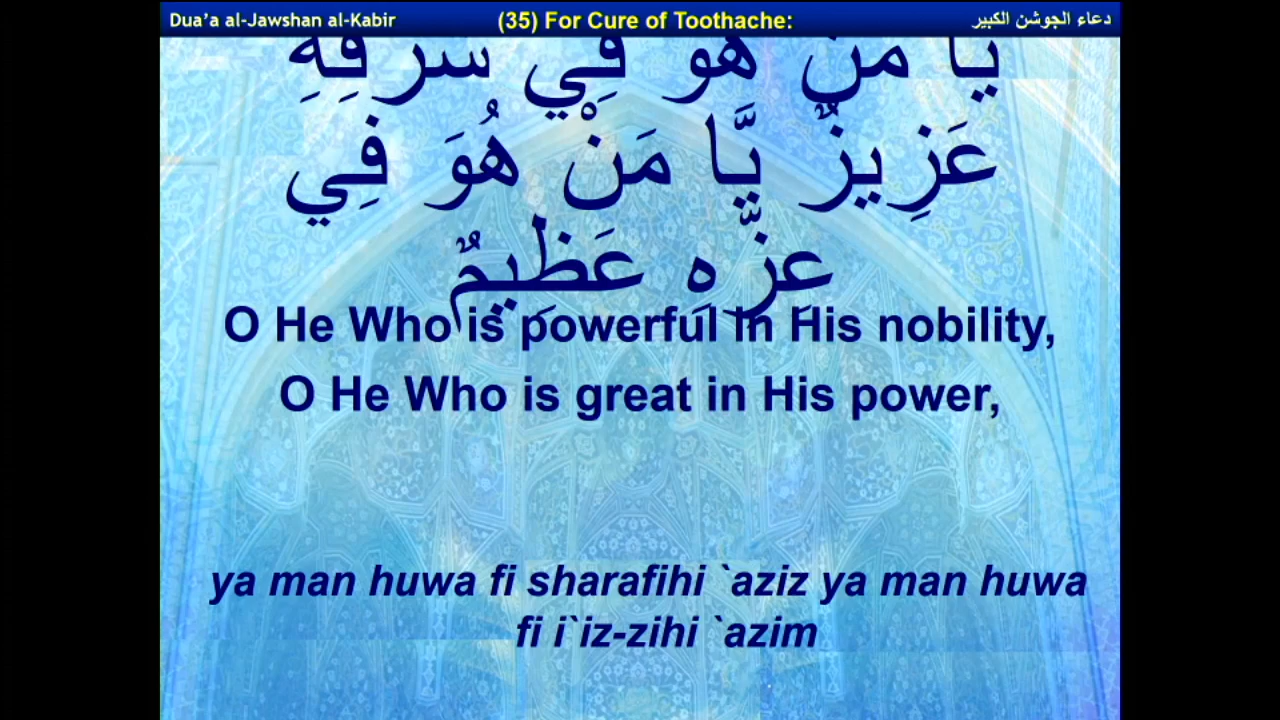 Dua’a al-Jawshan al-Kabir (35) For Cure of Toothache: دعاء الجوشن الكبير
يَا مَنْ هُوَ فِي شَرَفِهِ
عَزِيزٌ يَّا مَنْ هُوَ فِي
عِزِّهِ عَظِيمٌ
O He Who is powerful in His nobility,
O He Who is great in His power,
ya man huwa fi sharafihi `aziz ya man huwa
fi i`iz-zihi `azim